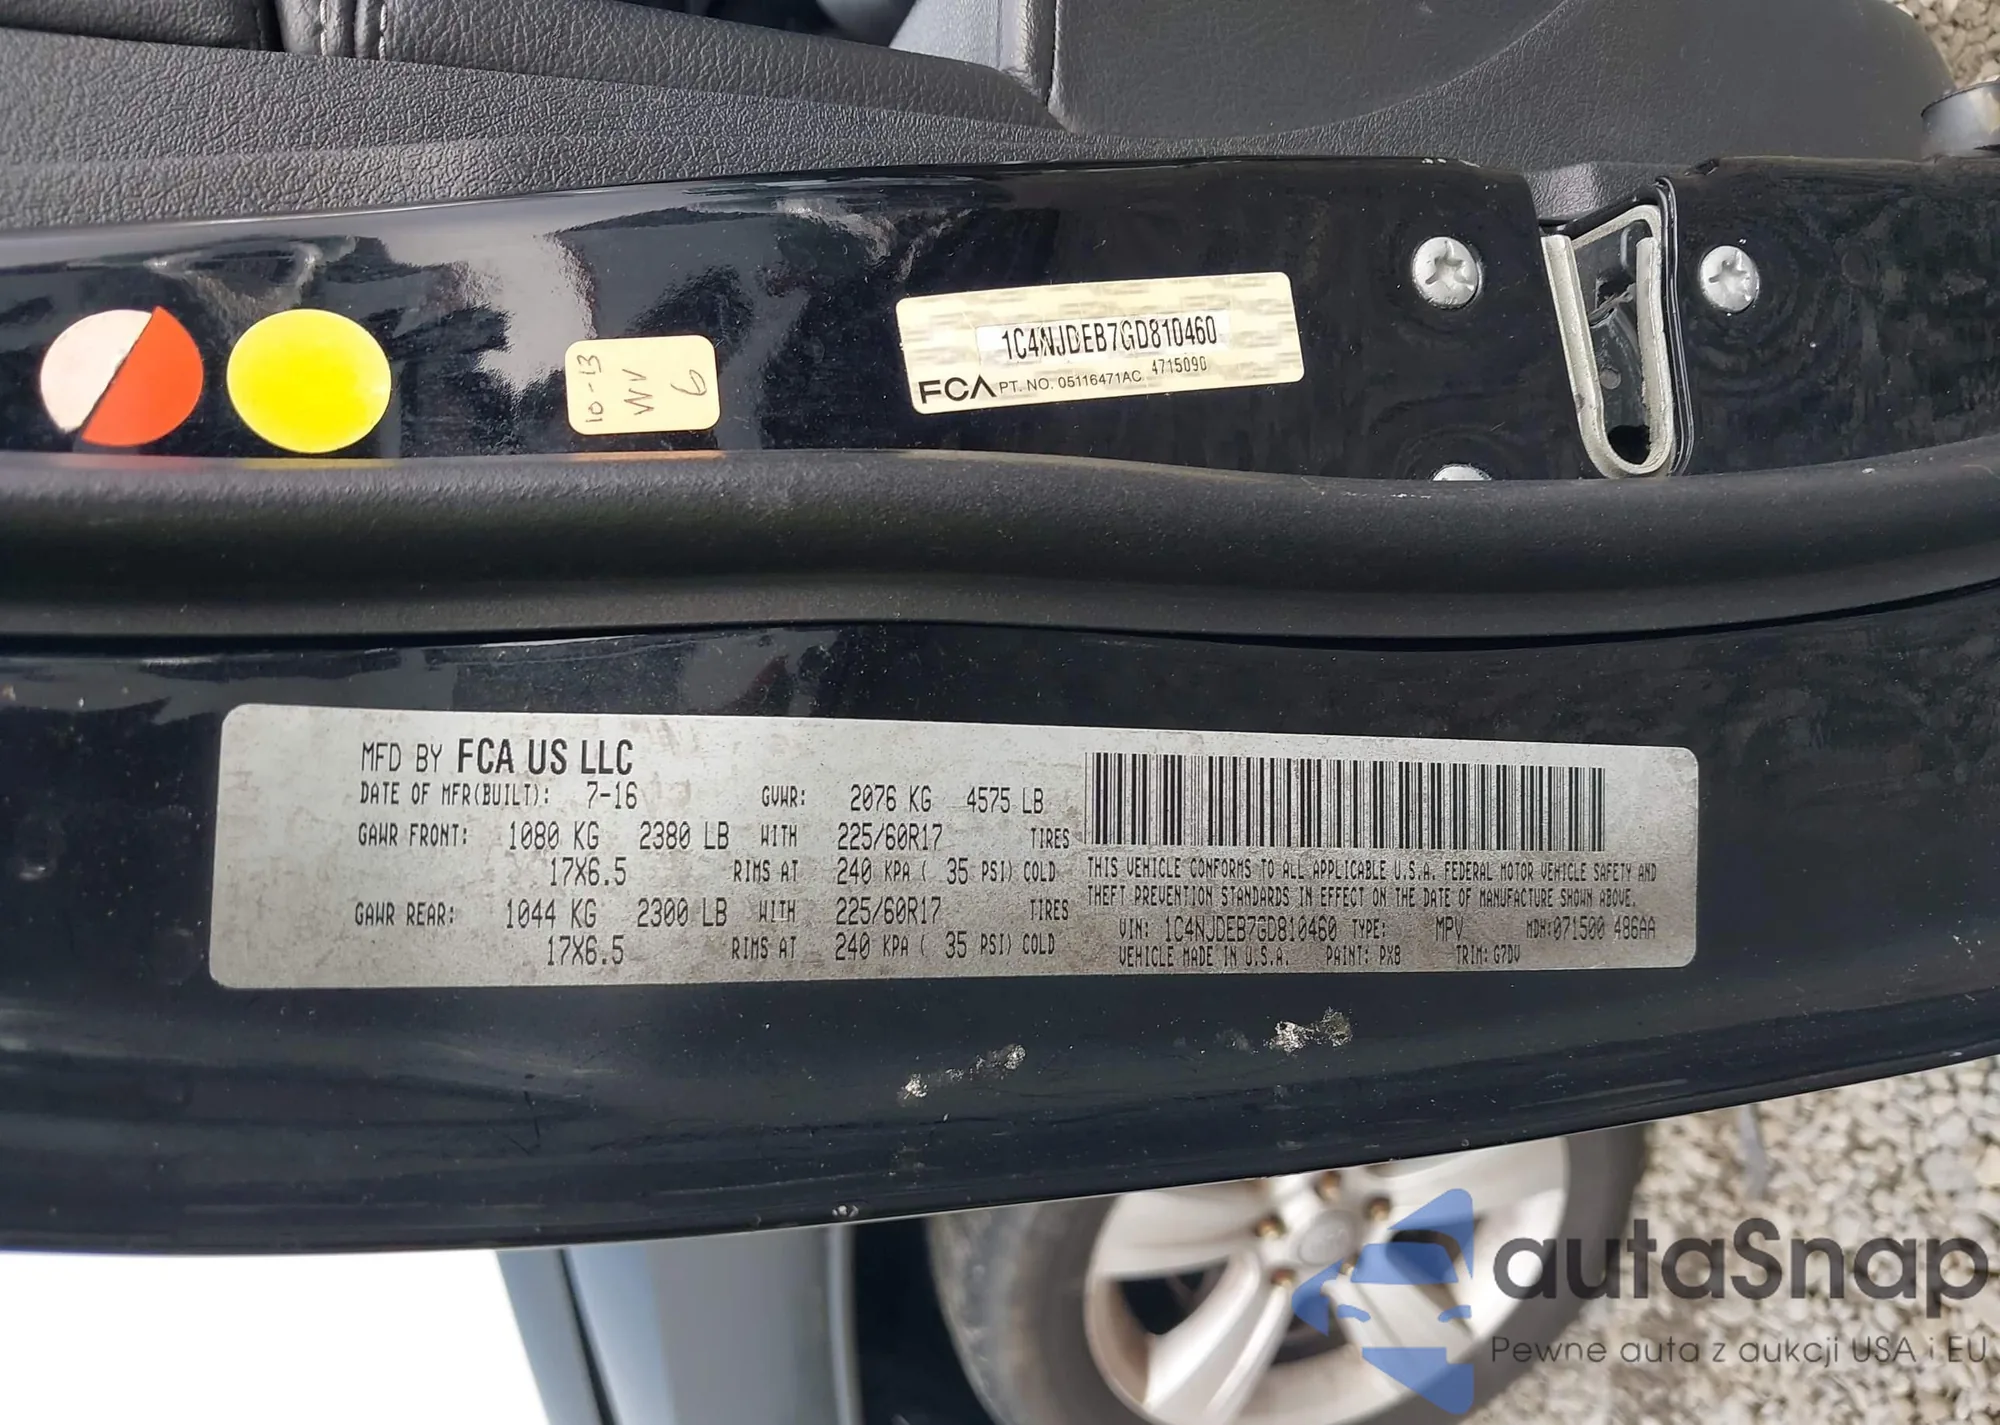 10-13
WV
6
1C4NJDEB7GD810460
FCA PT. NO. 05116471AC 4715090
MFD BY FCA US LLC
DATE OF MFR(BUILT): 7-16 GVWR: 2076 KG 4575 LB
GAWR FRONT: 1080 KG 2380 LB WITH 225/60R17 TIRES
17X6.5 RIMS AT 240 KPA ( 35 PSI) COLD
GAWR REAR: 1044 KG 2300 LB WITH 225/60R17 TIRES
17X6.5 RIMS AT 240 KPA ( 35 PSI) COLD
THIS VEHICLE CONFORMS TO ALL APPLICABLE U.S.A. FEDERAL MOTOR VEHICLE SAFETY AND
THEFT PREVENTION STANDARDS IN EFFECT ON THE DATE OF MANUFACTURE SHOWN ABOVE.
VIN: 1C4NJDEB7GD810460 TYPE: MPV MDH:071500 486AA
VEHICLE MADE IN U.S.A. PAINT: PX8 TRIM: G7DV
autaSnap
Pewne auta z aukcji USA i EU